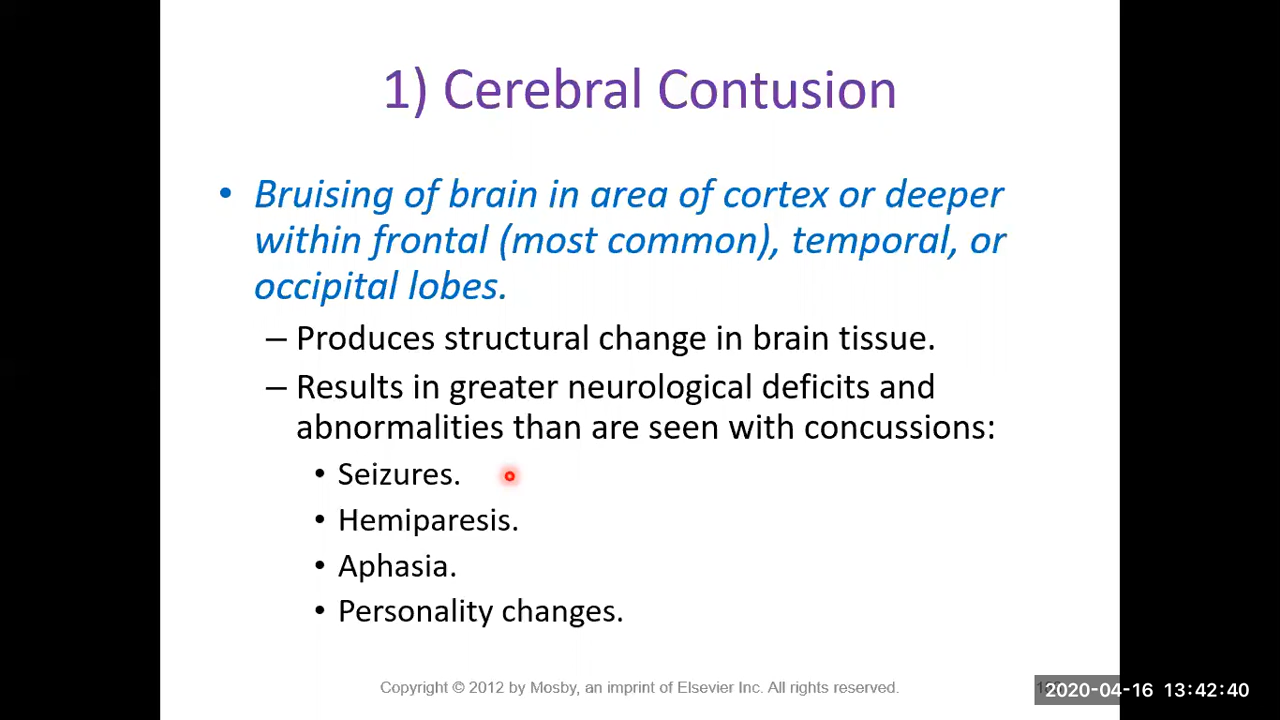 1) Cerebral Contusion
• Bruising of brain in area of cortex or deeper
within frontal (most common), temporal, or
occipital lobes.
– Produces structural change in brain tissue.
– Results in greater neurological deficits and
abnormalities than are seen with concussions:
• Seizures.
• Hemiparesis.
• Aphasia.
• Personality changes.
Copyright © 2012 by Mosby, an imprint of Elsevier Inc. All rights reserved.
2020-04-16 13:42:40